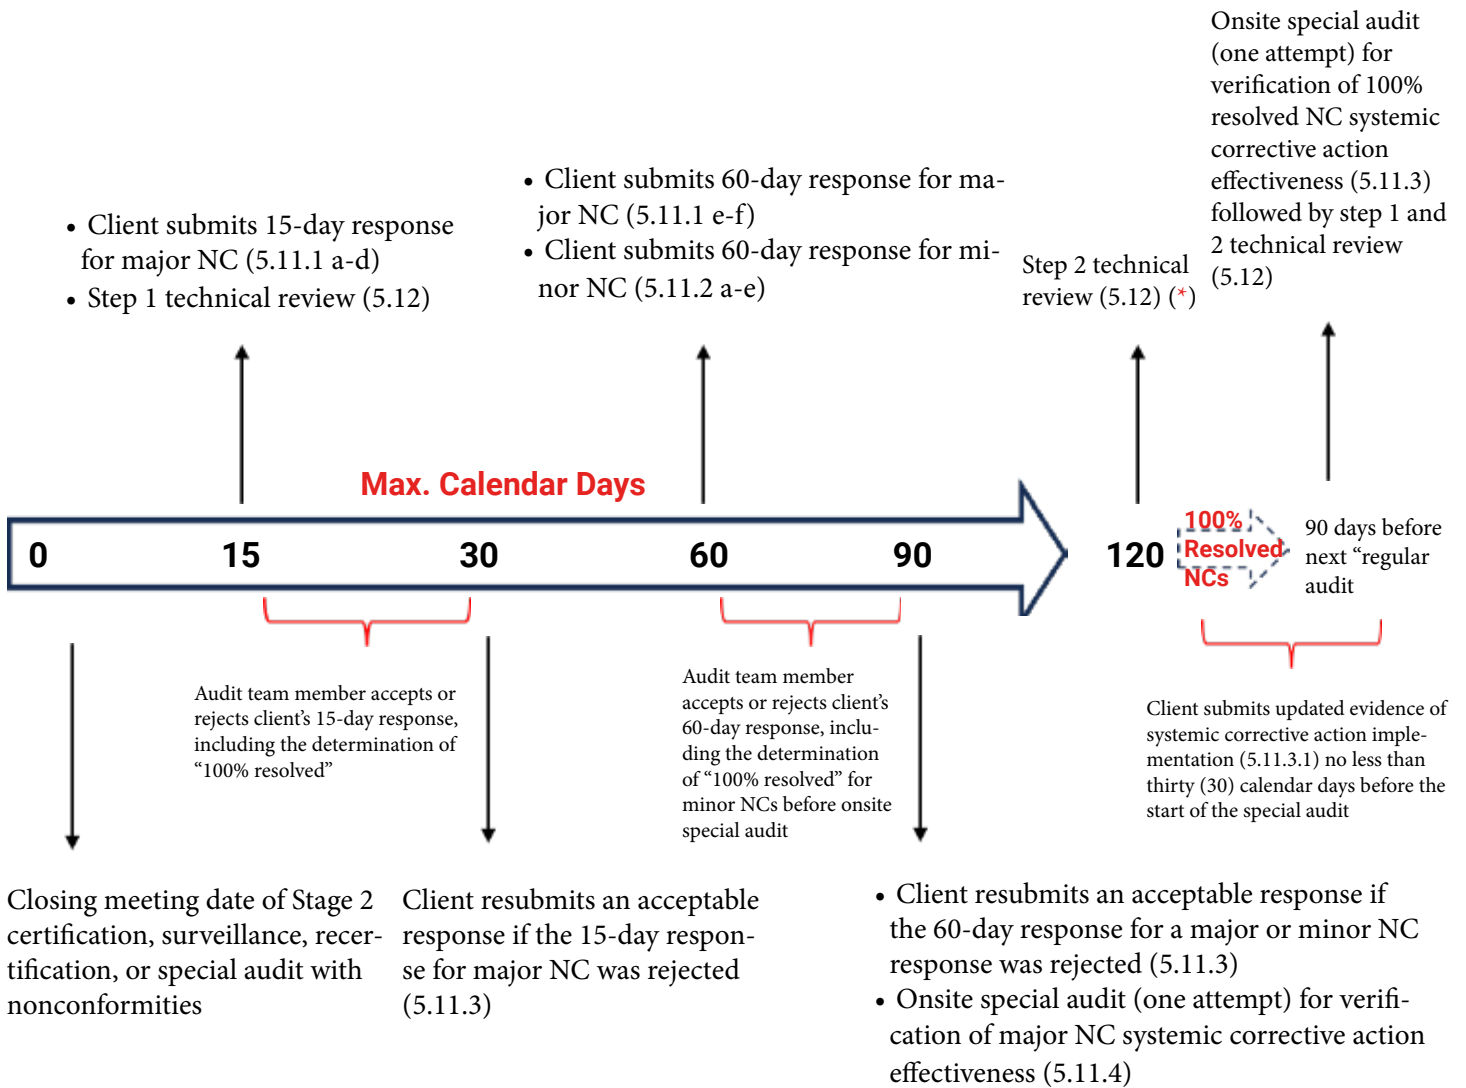 Onsite special audit
(one attempt) for
verification of 100%
resolved NC systemic
corrective action
effectiveness (5.11.3)
followed by step 1 and
2 technical review
(5.12)
• Client submits 60-day response for ma-
jor NC (5.11.1 e-f)
• Client submits 60-day response for mi-
nor NC (5.11.2 a-e)
• Client submits 15-day response
for major NC (5.11.1 a-d)
• Step 1 technical review (5.12)
Step 2 technical
review (5.12) (*)
Max. Calendar Days
0 15 30 60 90 120
100%
Resolved
NCs
90 days before
next “regular
audit
Audit team member accepts or
rejects client’s 15-day response,
including the determination of
“100% resolved”
Audit team member
accepts or rejects client’s
60-day response, inclu-
ding the determination
of “100% resolved” for
minor NCs before onsite
special audit
Client submits updated evidence of
systemic corrective action imple-
mentation (5.11.3.1) no less than
thirty (30) calendar days before the
start of the special audit
Closing meeting date of Stage 2
certification, surveillance, recer-
tification, or special audit with
nonconformities
Client resubmits an acceptable
response if the 15-day respon-
se for major NC was rejected
(5.11.3)
• Client resubmits an acceptable response if
the 60-day response for a major or minor NC
response was rejected (5.11.3)
• Onsite special audit (one attempt) for verifi-
cation of major NC systemic corrective action
effectiveness (5.11.4)